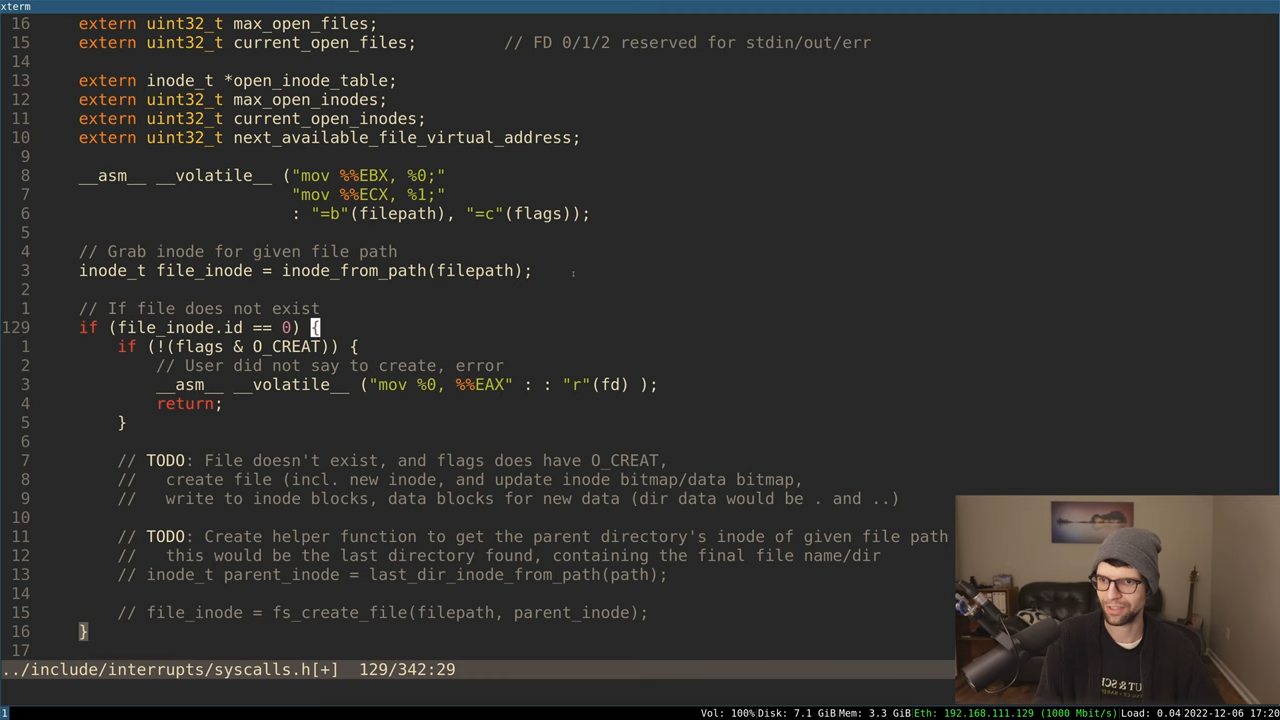 xterm
16 extern uint32_t max_open_files;
15 extern uint32_t current_open_files; // FD 0/1/2 reserved for stdin/out/err
14
13 extern inode_t *open_inode_table;
12 extern uint32_t max_open_inodes;
11 extern uint32_t current_open_inodes;
10 extern uint32_t next_available_file_virtual_address;
9
8 __asm__ __volatile__ ("mov %%EBX, %0;"
7 "mov %%ECX, %1;"
6 : "=b"(filepath), "=c"(flags));
5
4 // Grab inode for given file path
3 inode_t file_inode = inode_from_path(filepath);
2
1 // If file does not exist
129 if (file_inode.id == 0) {
1 if (!(flags & O_CREAT)) {
2 // User did not say to create, error
3 __asm__ __volatile__ ("mov %0, %%EAX" : : "r"(fd) );
4 return;
5 }
6
7 // TODO: File doesn't exist, and flags does have O_CREAT,
8 // create file (incl. new inode, and update inode bitmap/data bitmap,
9 // write to inode blocks, data blocks for new data (dir data would be . and ..)
10
11 // TODO: Create helper function to get the parent directory's inode of given file path
12 // this would be the last directory found, containing the final file name/dir
13 // inode_t parent_inode = last_dir_inode_from_path(path);
14
15 // file_inode = fs_create_file(filepath, parent_inode);
16 }
17
../include/interrupts/syscalls.h[+] 129/342:29
1 Vol: 100% Disk: 7.1 GiB Mem: 3.3 GiB Eth: 192.168.111.129 (1000 Mbit/s) Load: 0.04 2022-12-06 17:20